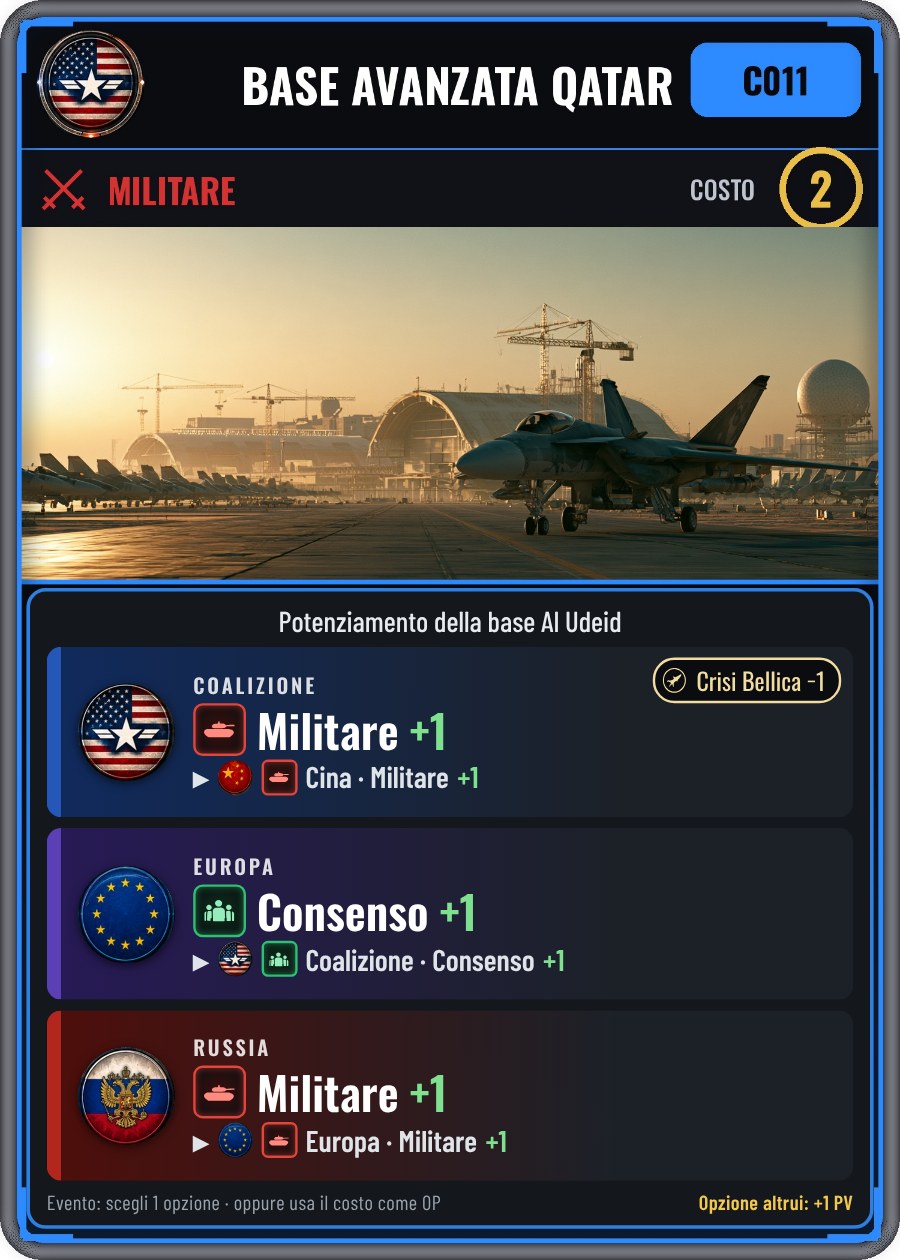 BASE AVANZATA QATAR
C011
MILITARE
COSTO
2
Potenziamento della base Al Udeid
COALIZIONE
Crisi Bellica -1
Militare +1
▶ Cina · Militare +1
EUROPA
Consenso +1
▶ Coalizione · Consenso +1
RUSSIA
Militare +1
▶ Europa · Militare +1
Evento: scegli 1 opzione · oppure usa il costo come OP
Opzione altrui: +1 PV